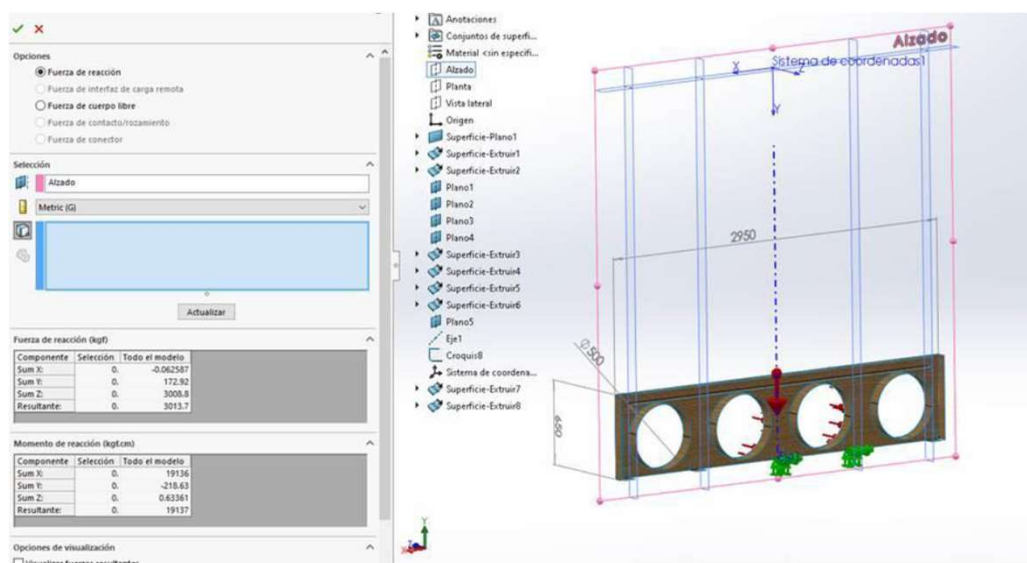 Opciones
Fuerza de reacción
Fuerza de interfaz de carga remota
Fuerza de cuerpo libre
Fuerza de contacto/rozamiento
Fuerza de conector
Selección
Alzado
Metric (G)
Actualizar
Fuerza de reacción (kgf)
Componente Selección Todo el modelo
Sum X: 0. -0.062587
Sum Y: 0. 172.92
Sum Z: 0. 3008.8
Resultante: 0. 3013.7
Momento de reacción (kgf.cm)
Componente Selección Todo el modelo
Sum X: 0. 19136
Sum Y: 0. -218.63
Sum Z: 0. 0.63361
Resultante: 0. 19137
Opciones de visualización
Visualizar fuerzas resultantes
Anotaciones
Conjuntos de superfi...
Material <sin especifi...
Alzado
Planta
Vista lateral
Origen
Superficie-Plano1
Superficie-Extruir1
Superficie-Extruir2
Plano1
Plano2
Plano3
Plano4
Superficie-Extruir3
Superficie-Extruir4
Superficie-Extruir5
Superficie-Extruir6
Plano5
Eje1
Croquis8
Sistema de coordena...
Superficie-Extruir7
Superficie-Extruir8
Alzado
Sistema de coordenadas1
X
Z
Y
2950
Ø500
650
Y
X